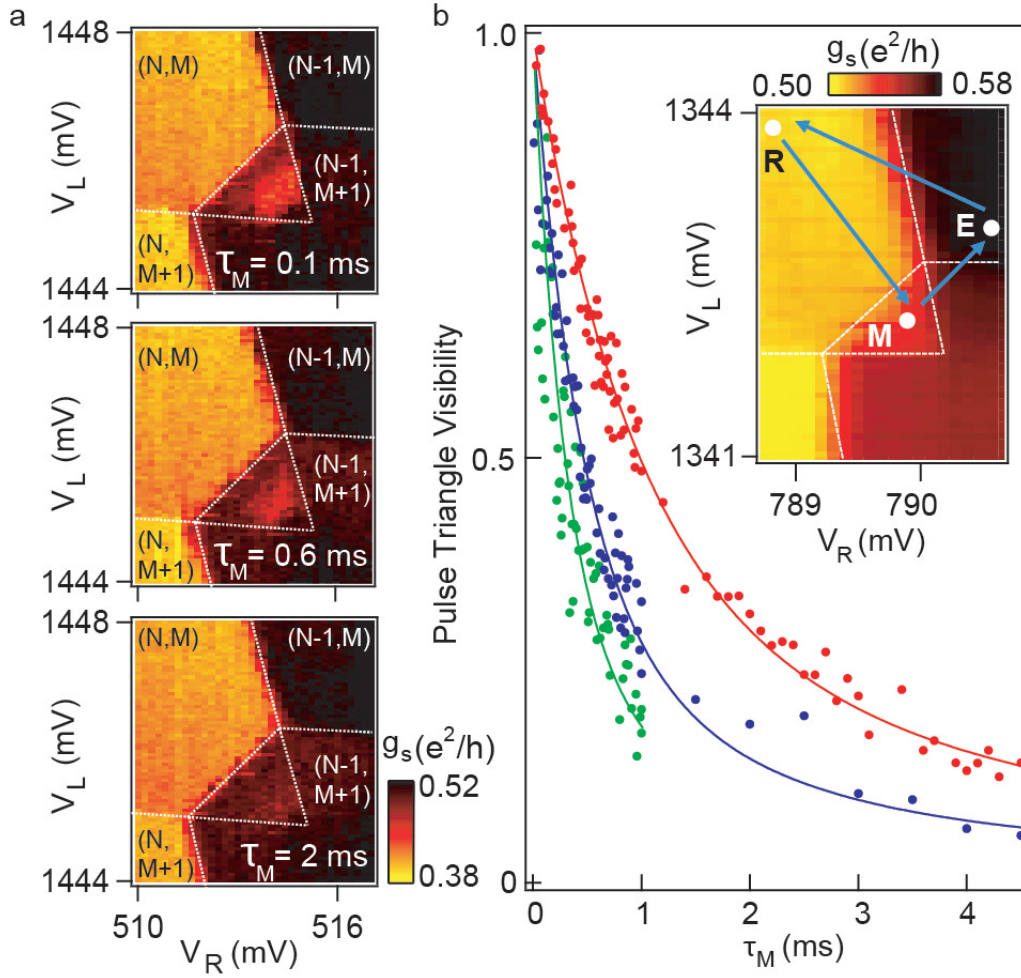 a
1448
(N,M)
(N-1,M)
(N-1,
M+1)
(N,
M+1)
τM = 0.1 ms
VL (mV)
1444
1448
(N,M)
(N-1,M)
(N-1,
M+1)
(N,
M+1)
τM = 0.6 ms
VL (mV)
1444
1448
(N,M)
(N-1,M)
(N-1,
M+1)
(N,
M+1)
τM = 2 ms
VL (mV)
1444
510
516
VR (mV)
gs(e²/h)
0.52
0.38
b
1.0
0.5
0
Pulse Triangle Visibility
0
1
2
3
4
τM (ms)
gs(e²/h)
0.50
0.58
1344
R
E
M
VL (mV)
1341
789
790
VR (mV)